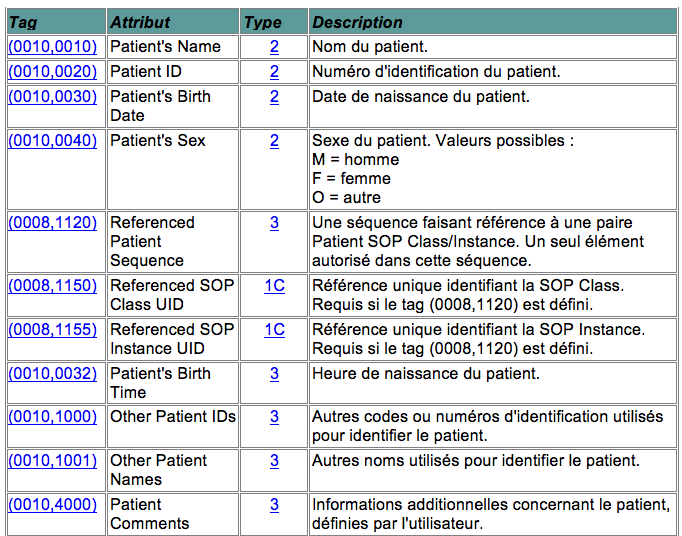 Tag Attribut Type Description
(0010,0010) Patient's Name 2 Nom du patient.
(0010,0020) Patient ID 2 Numéro d'identification du patient.
(0010,0030) Patient's Birth 2 Date de naissance du patient.
Date
(0010,0040) Patient's Sex 2 Sexe du patient. Valeurs possibles :
M = homme
F = femme
O = autre
(0008,1120) Referenced 3 Une séquence faisant référence à une paire
Patient Patient SOP Class/Instance. Un seul élément
Sequence autorisé dans cette séquence.
(0008,1150) Referenced SOP 1C Référence unique identifiant la SOP Class.
Class UID Requis si le tag (0008,1120) est défini.
(0008,1155) Referenced SOP 1C Référence unique identifiant la SOP Instance.
Instance UID Requis si le tag (0008,1120) est défini.
(0010,0032) Patient's Birth 3 Heure de naissance du patient.
Time
(0010,1000) Other Patient IDs 3 Autres codes ou numéros d'identification utilisés
pour identifier le patient.
(0010,1001) Other Patient 3 Autres noms utilisés pour identifier le patient.
Names
(0010,4000) Patient 3 Informations additionnelles concernant le patient,
Comments définies par l'utilisateur.